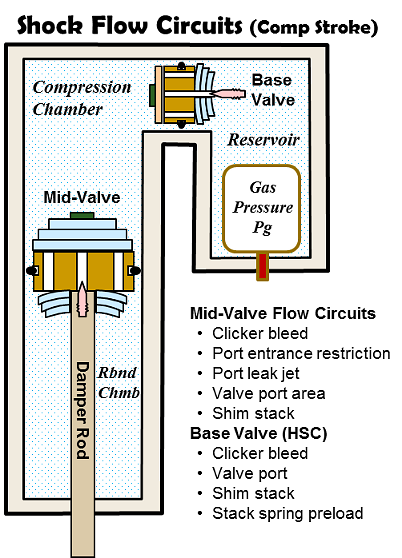 Shock Flow Circuits (Comp Stroke)
Compression
Chamber
Base
Valve
Reservoir
Mid-Valve
Gas
Pressure
Pg
Damper Rod
Rbnd
Chmb
Mid-Valve Flow Circuits
• Clicker bleed
• Port entrance restriction
• Port leak jet
• Valve port area
• Shim stack
Base Valve (HSC)
• Clicker bleed
• Valve port
• Shim stack
• Stack spring preload